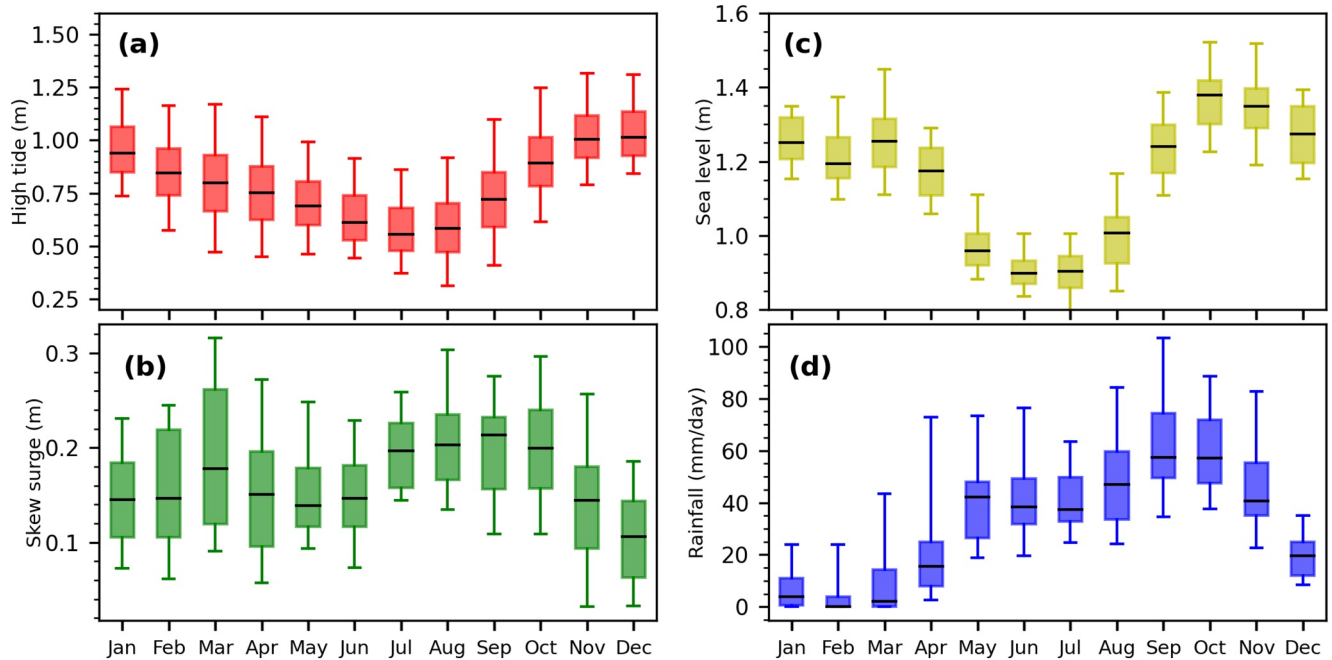 (a)
High tide (m)
1.50
1.25
1.00
0.75
0.50
0.25
(c)
Sea level (m)
1.6
1.4
1.2
1.0
0.8
(b)
Skew surge (m)
0.3
0.2
0.1
Jan Feb Mar Apr May Jun Jul Aug Sep Oct Nov Dec
(d)
Rainfall (mm/day)
100
80
60
40
20
0
Jan Feb Mar Apr May Jun Jul Aug Sep Oct Nov Dec